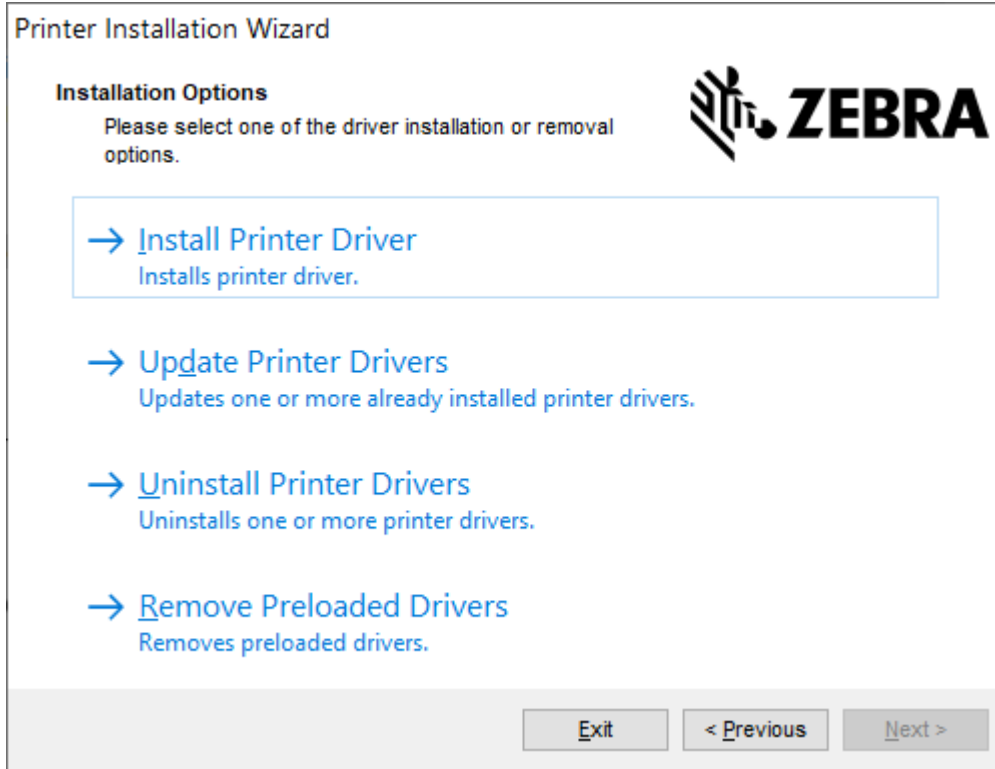 Printer Installation Wizard
Installation Options
Please select one of the driver installation or removal
options.
ZEBRA
Install Printer Driver
Installs printer driver.
Update Printer Drivers
Updates one or more already installed printer drivers.
Uninstall Printer Drivers
Uninstalls one or more printer drivers.
Remove Preloaded Drivers
Removes preloaded drivers.
Exit
< Previous
Next >